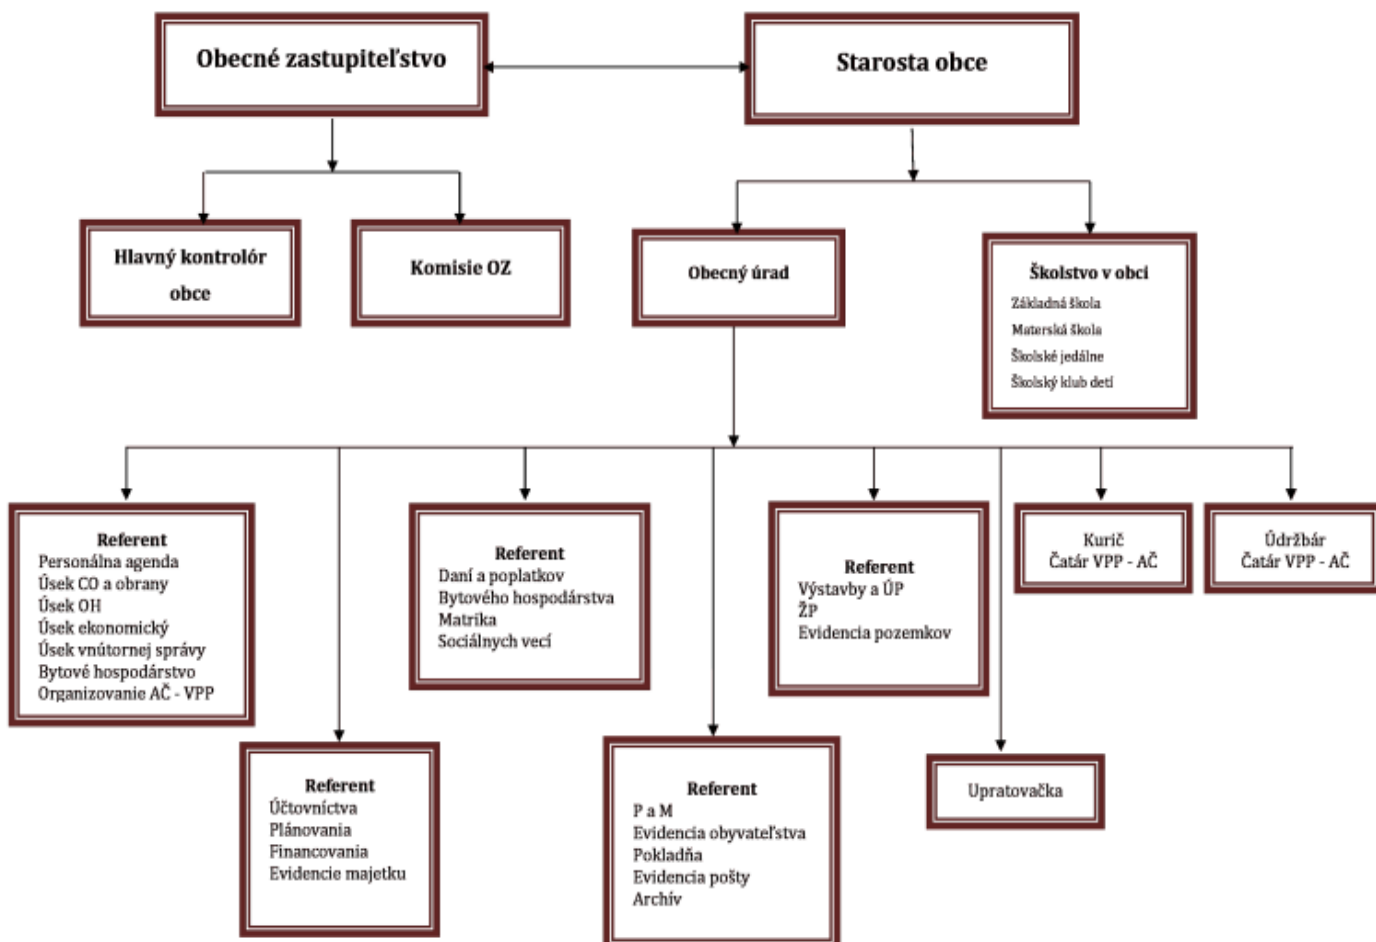 Obecné zastupiteľstvo
Starosta obce
Hlavný kontrolór
obce
Komisie OZ
Obecný úrad
Školstvo v obci
Základná škola
Materská škola
Školské jedálne
Školský klub detí
Referent
Personálna agenda
Úsek CO a obrany
Úsek OH
Úsek ekonomický
Úsek vnútornej správy
Bytové hospodárstvo
Organizovanie AČ - VPP
Referent
Daní a poplatkov
Bytového hospodárstva
Matrika
Sociálnych vecí
Referent
Výstavby a ÚP
ŽP
Evidencia pozemkov
Kurič
Čatár VPP - AČ
Údržbár
Čatár VPP - AČ
Referent
Účtovníctva
Plánovania
Financovania
Evidencie majetku
Referent
P a M
Evidencia obyvateľstva
Pokladňa
Evidencia pošty
Archív
Upratovačka